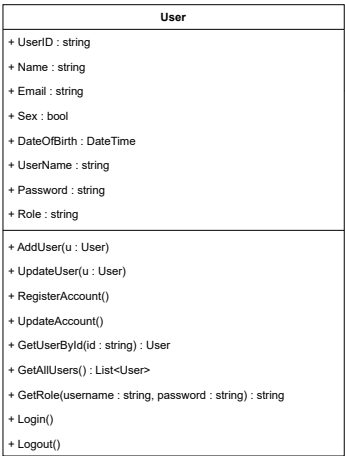 User
+ UserID : string
+ Name : string
+ Email : string
+ Sex : bool
+ DateOfBirth : DateTime
+ UserName : string
+ Password : string
+ Role : string
+ AddUser(u : User)
+ UpdateUser(u : User)
+ RegisterAccount()
+ UpdateAccount()
+ GetUserById(id : string) : User
+ GetAllUsers() : List<User>
+ GetRole(username : string, password : string) : string
+ Login()
+ Logout()